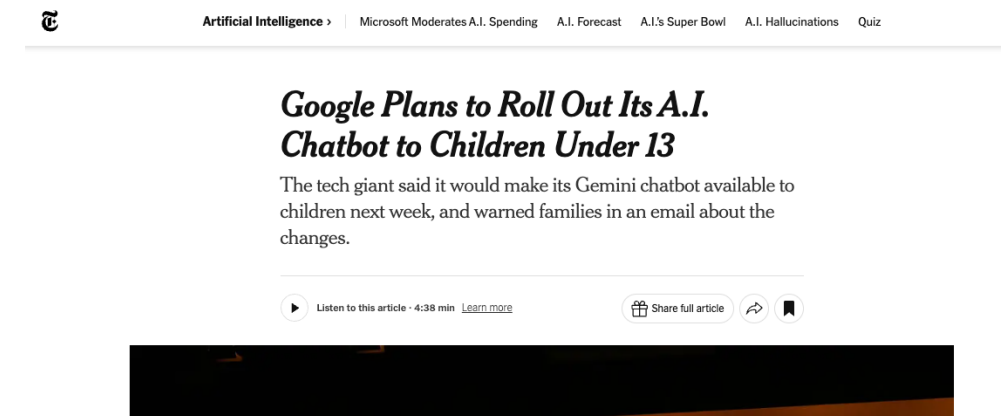 Artificial Intelligence › Microsoft Moderates A.I. Spending A.I. Forecast A.I.'s Super Bowl A.I. Hallucinations Quiz
Google Plans to Roll Out Its A.I.
Chatbot to Children Under 13
The tech giant said it would make its Gemini chatbot available to
children next week, and warned families in an email about the
changes.
Listen to this article · 4:38 min Learn more Share full article